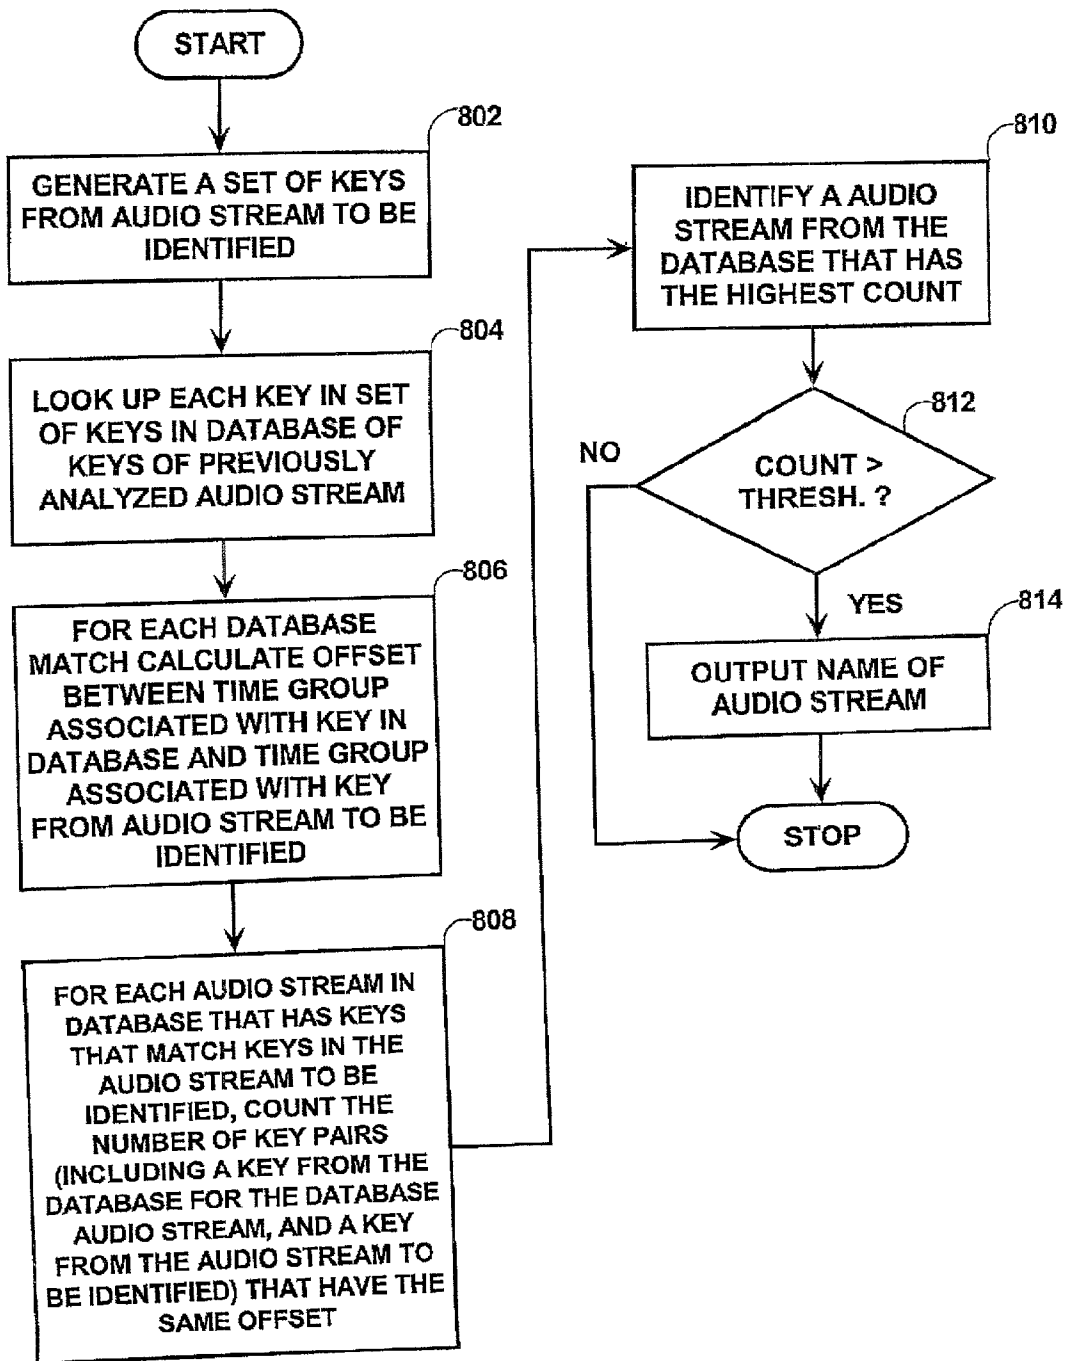 START
802
GENERATE A SET OF KEYS
FROM AUDIO STREAM TO BE
IDENTIFIED
804
LOOK UP EACH KEY IN SET
OF KEYS IN DATABASE OF
KEYS OF PREVIOUSLY
ANALYZED AUDIO STREAM
806
FOR EACH DATABASE
MATCH CALCULATE OFFSET
BETWEEN TIME GROUP
ASSOCIATED WITH KEY IN
DATABASE AND TIME GROUP
ASSOCIATED WITH KEY
FROM AUDIO STREAM TO BE
IDENTIFIED
808
FOR EACH AUDIO STREAM IN
DATABASE THAT HAS KEYS
THAT MATCH KEYS IN THE
AUDIO STREAM TO BE
IDENTIFIED, COUNT THE
NUMBER OF KEY PAIRS
(INCLUDING A KEY FROM THE
DATABASE FOR THE DATABASE
AUDIO STREAM, AND A KEY
FROM THE AUDIO STREAM TO
BE IDENTIFIED) THAT HAVE THE
SAME OFFSET
810
IDENTIFY A AUDIO
STREAM FROM THE
DATABASE THAT HAS
THE HIGHEST COUNT
812
COUNT >
THRESH. ?
NO
YES
814
OUTPUT NAME OF
AUDIO STREAM
STOP